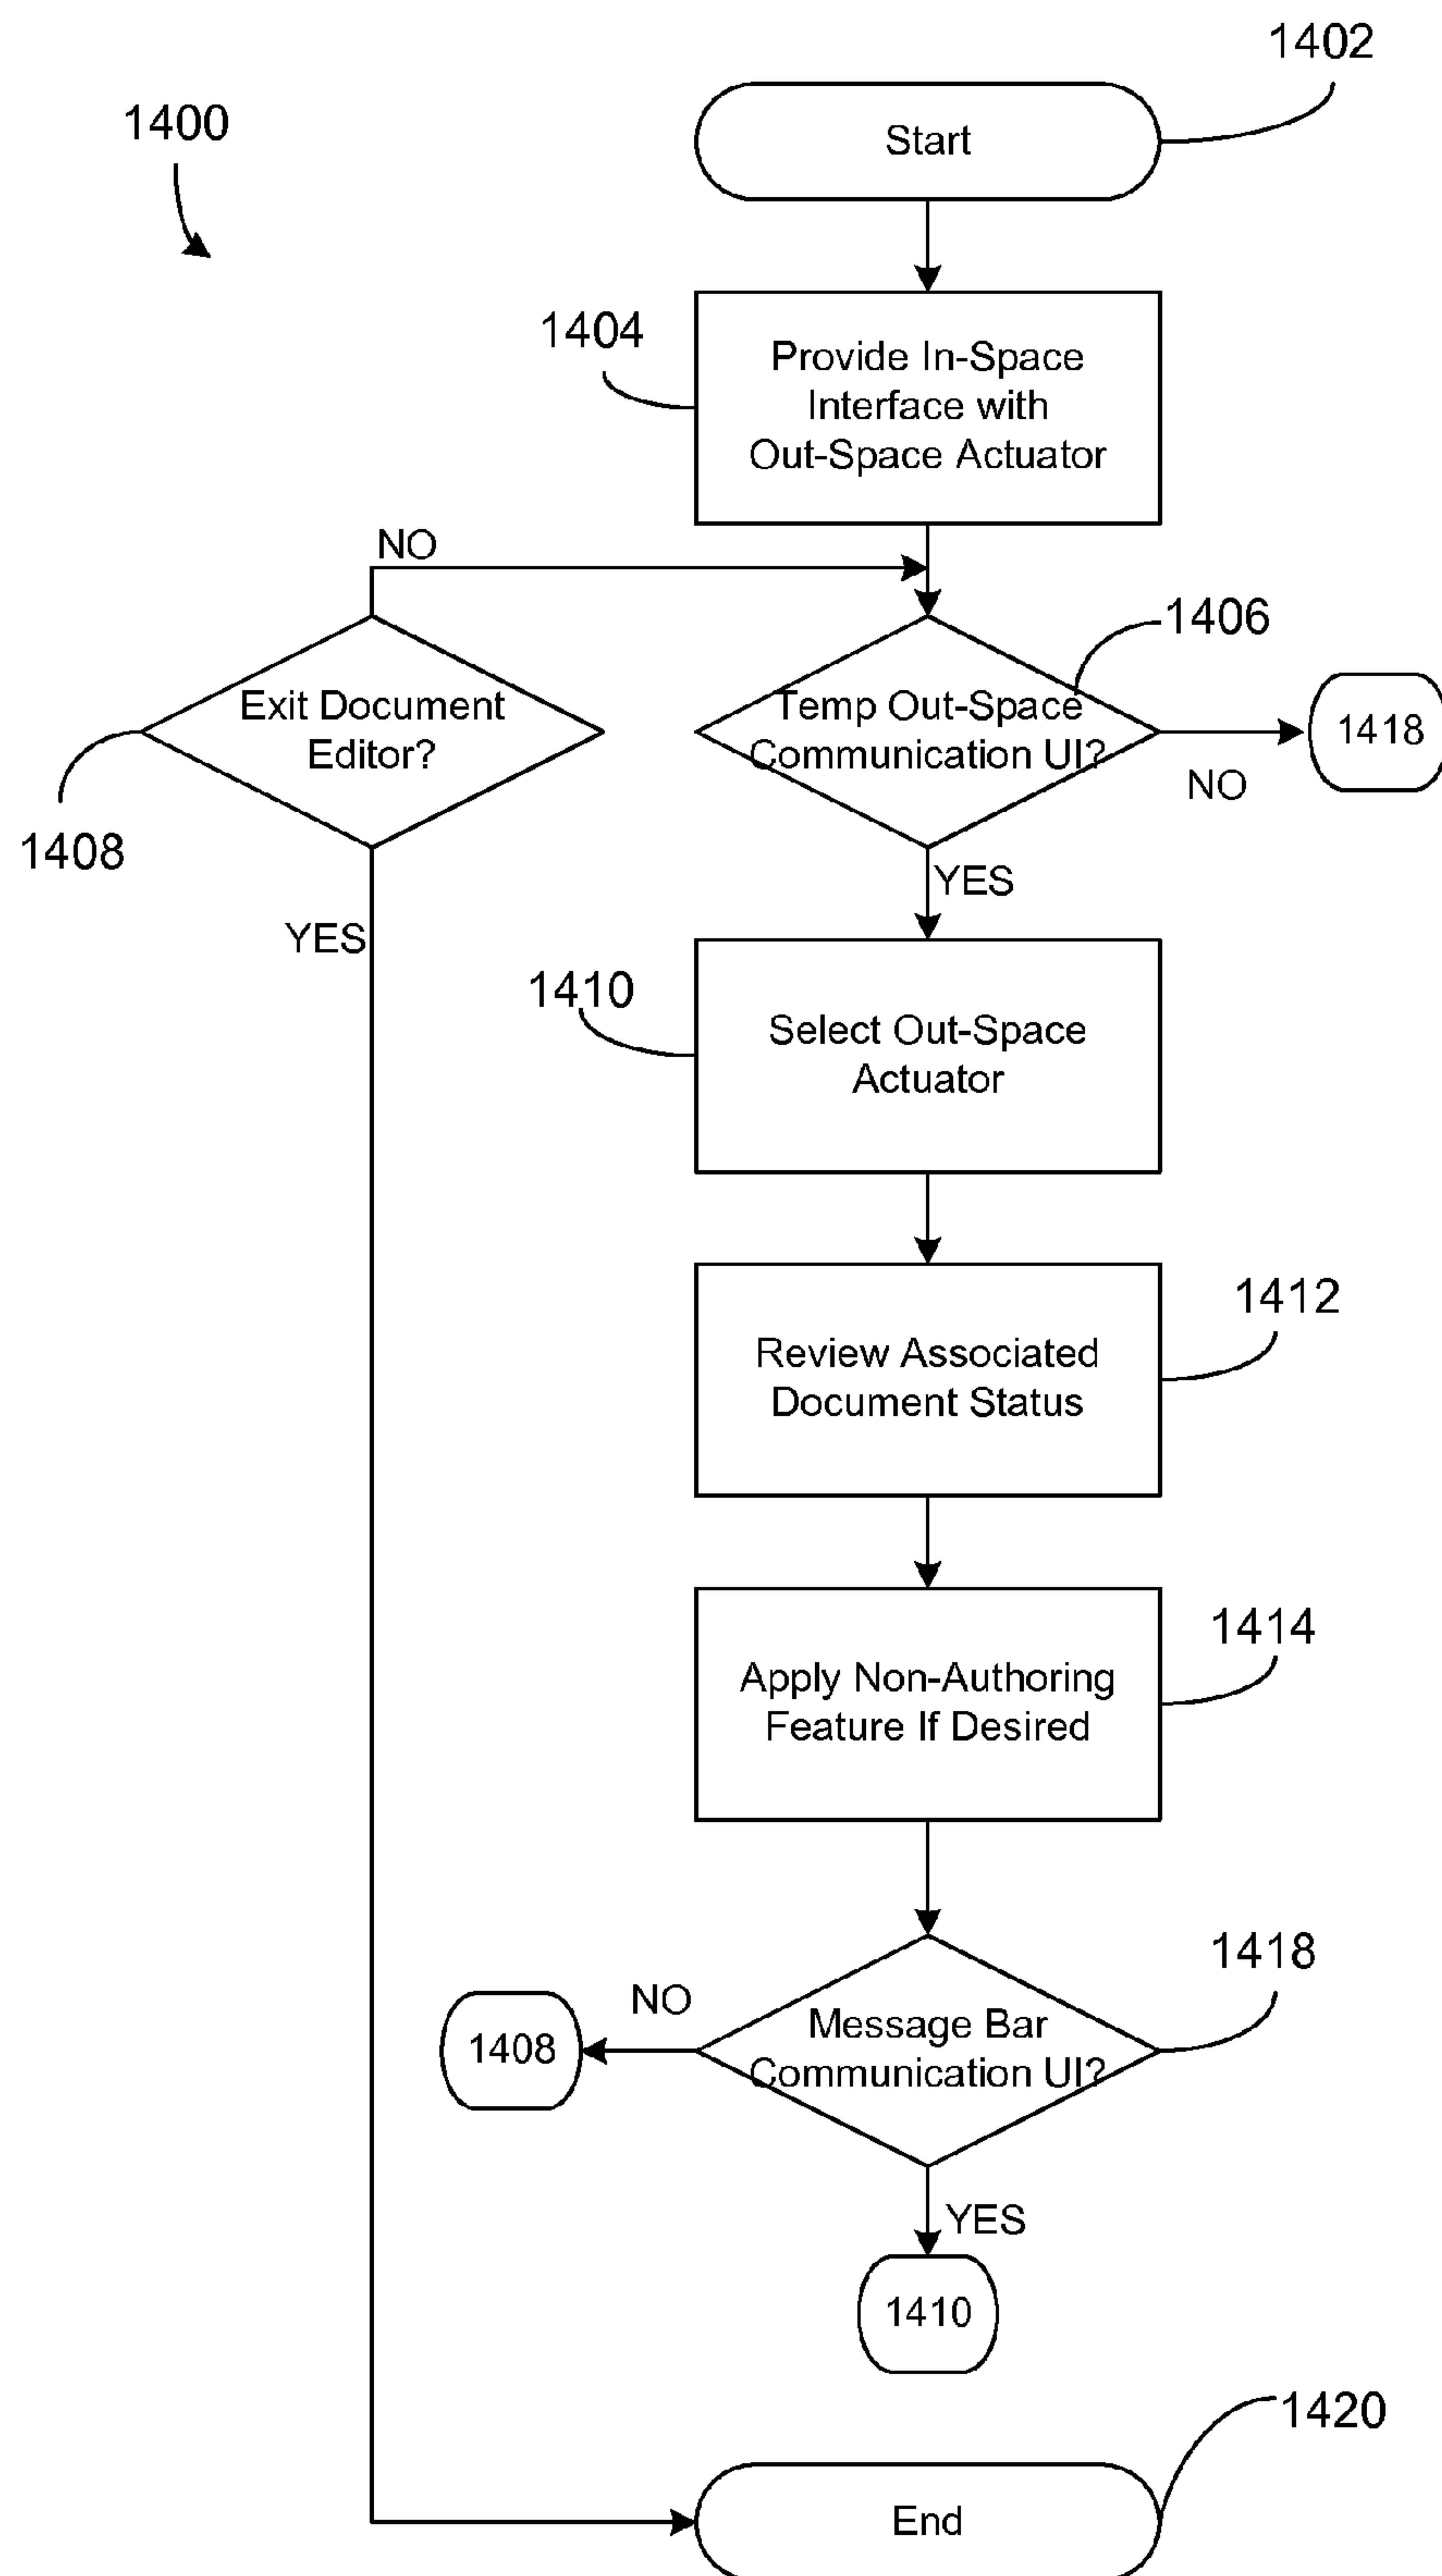 1402
1400
Start
1404
Provide In-Space
Interface with
Out-Space Actuator
NO
1406
Exit Document
Editor?
Temp Out-Space
Communication UI?
1418
NO
1408
YES
YES
1410
Select Out-Space
Actuator
1412
Review Associated
Document Status
1414
Apply Non-Authoring
Feature If Desired
1418
NO
Message Bar
Communication UI?
1408
YES
1410
1420
End